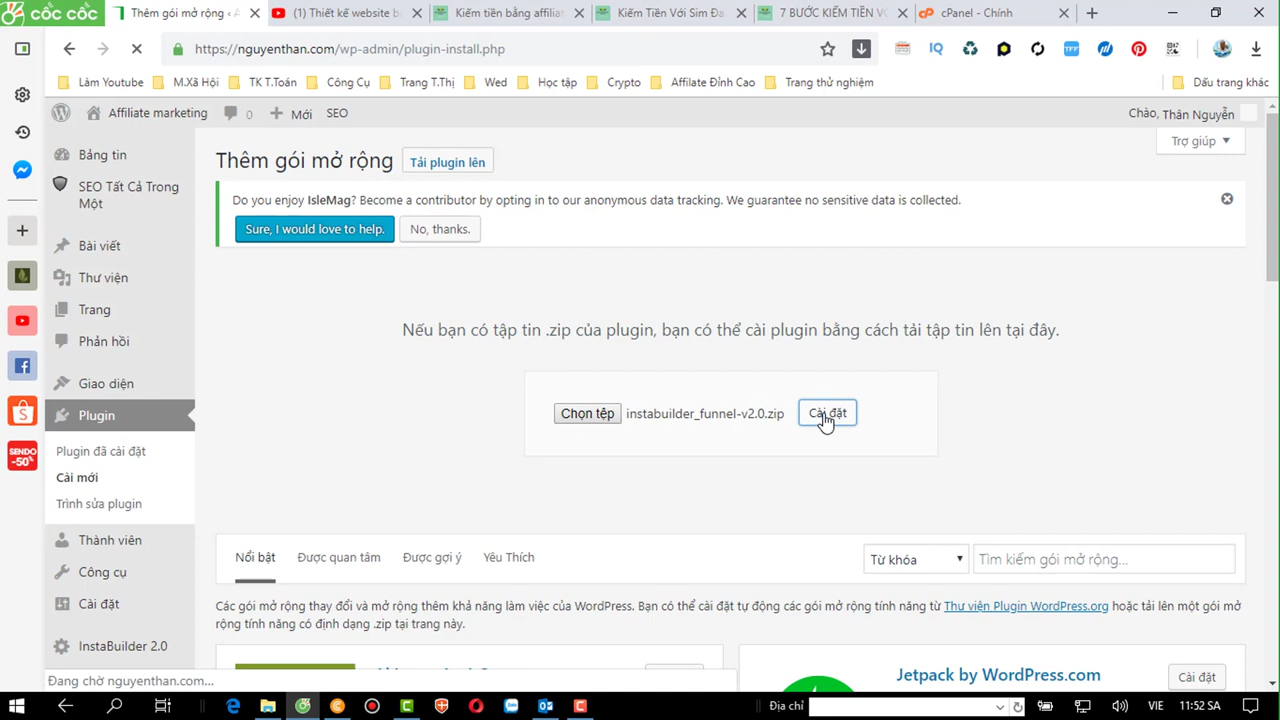 cốc cốc
Thêm gói mở rộng ‹ A
(1) Thiết kế website b
Kiếm tiền bằng affiliat
Kiếm Tiền Với Sim Đa
7 BƯỚC KIẾM TIỀN VỚ
cPanel - Chính
https://nguyenthan.com/wp-admin/plugin-install.php
IQ
TFF
Làm Youtube
M.Xã Hội
TK T.Toán
Công Cụ
Trang T.Thị
Wed
Học tập
Crypto
Affilate Đỉnh Cao
Trang thử nghiệm
Dấu trang khác
Affiliate marketing
0
Mới
SEO
Chào, Thân Nguyễn
Trợ giúp
Bảng tin
SEO Tất Cả Trong
Một
Bài viết
Thư viện
Trang
Phản hồi
Giao diện
Plugin
Plugin đã cài đặt
Cài mới
Trình sửa plugin
Thành viên
Công cụ
Cài đặt
InstaBuilder 2.0
SENDO
-50%
Thêm gói mở rộng
Tải plugin lên
Do you enjoy IsleMag? Become a contributor by opting in to our anonymous data tracking. We guarantee no sensitive data is collected.
Sure, I would love to help.
No, thanks.
Nếu bạn có tập tin .zip của plugin, bạn có thể cài plugin bằng cách tải tập tin lên tại đây.
Chọn tệp
instabuilder_funnel-v2.0.zip
Cài đặt
Nổi bật
Được quan tâm
Được gợi ý
Yêu Thích
Từ khóa
Tìm kiếm gói mở rộng...
Các gói mở rộng thay đổi và mở rộng thêm khả năng làm việc của WordPress. Bạn có thể cài đặt tự động các gói mở rộng tính năng từ Thư viện Plugin WordPress.org hoặc tải lên một gói mở
rộng tính năng có định dạng .zip tại trang này.
Jetpack by WordPress.com
Cài đặt
Đang chờ nguyenthan.com...
Địa chỉ
VIE
11:52 SA